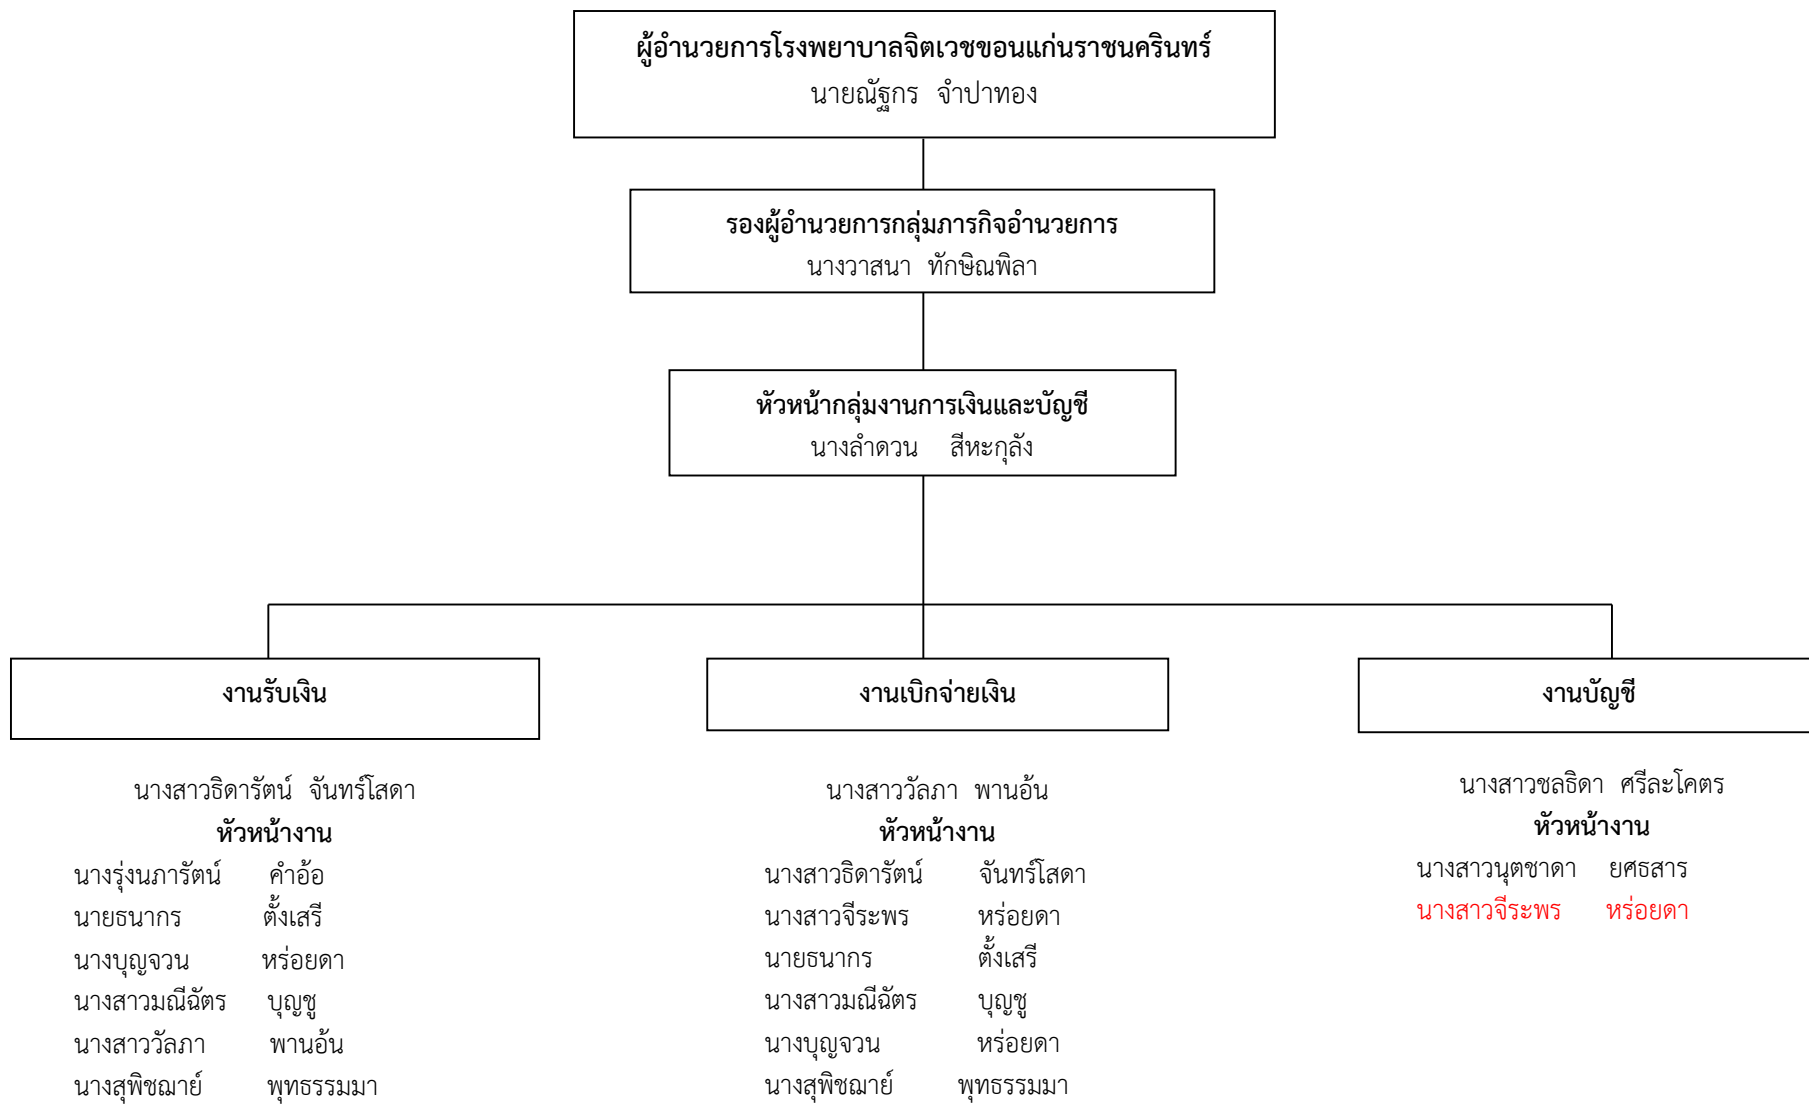 ผู้อำนวยการโรงพยาบาลจิตเวชขอนแก่นราชนครินทร์
นายณัฐกร จำปาทอง
รองผู้อำนวยการกลุ่มภารกิจอำนวยการ
นางวาสนา ทักษิณพิลา
หัวหน้ากลุ่มงานการเงินและบัญชี
นางลำดวน สีหะกุลัง
งานรับเงิน
นางสาวธิดารัตน์ จันทร์โสดา
หัวหน้างาน
นางรุ่งนภารัตน์ คำอ้อ
นายธนากร ตั้งเสรี
นางบุญจวน หร่อยดา
นางสาวมณีฉัตร บุญชู
นางสาววัลภา พานอ้น
นางสุพิชฌาย์ พุทธรรมมา
งานเบิกจ่ายเงิน
นางสาววัลภา พานอ้น
หัวหน้างาน
นางสาวธิดารัตน์ จันทร์โสดา
นางสาวจีระพร หร่อยดา
นายธนากร ตั้งเสรี
นางสาวมณีฉัตร บุญชู
นางบุญจวน หร่อยดา
นางสุพิชฌาย์ พุทธรรมมา
งานบัญชี
นางสาวชลธิดา ศรีละโคตร
หัวหน้างาน
นางสาวนุตชาดา ยศธสาร
นางสาวจีระพร หร่อยดา